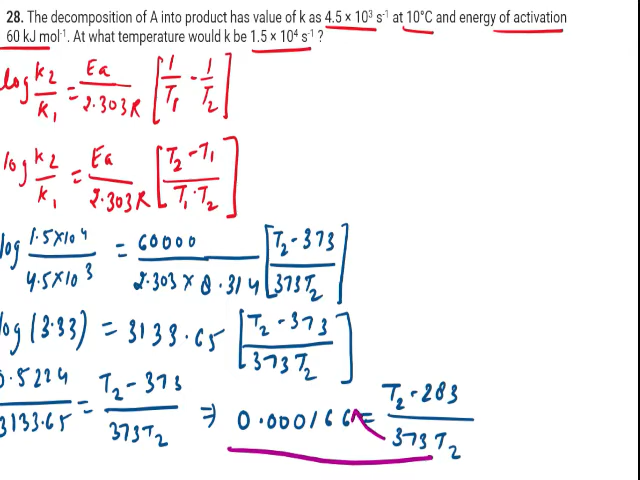 28. The decomposition of A into product has value of k as 4.5 × 10³ s⁻¹ at 10°C and energy of activation
60 kJ mol⁻¹. At what temperature would k be 1.5 × 10⁴ s⁻¹ ?
log K2/K1 = Ea/2.303R [1/T1 - 1/T2]
log K2/K1 = Ea/2.303R [T2-T1/T1·T2]
log 1.5×10⁴/4.5×10³ = 60000/2.303×8.314 [T2-373/373T2]
log(3.33) = 3133.65 [T2-373/373T2]
0.5224/3133.65 = T2-373/373T2 ⇒ 0.000166 = T2-283/373T2